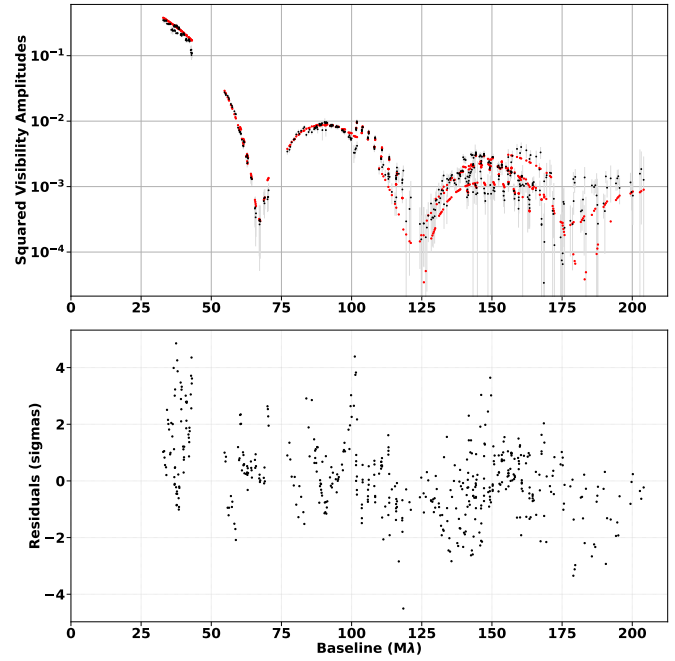 Squared Visibility Amplitudes
10⁻¹
10⁻²
10⁻³
10⁻⁴
0 25 50 75 100 125 150 175 200
Residuals (sigmas)
4
2
0
−2
−4
0 25 50 75 100 125 150 175 200
Baseline (Mλ)